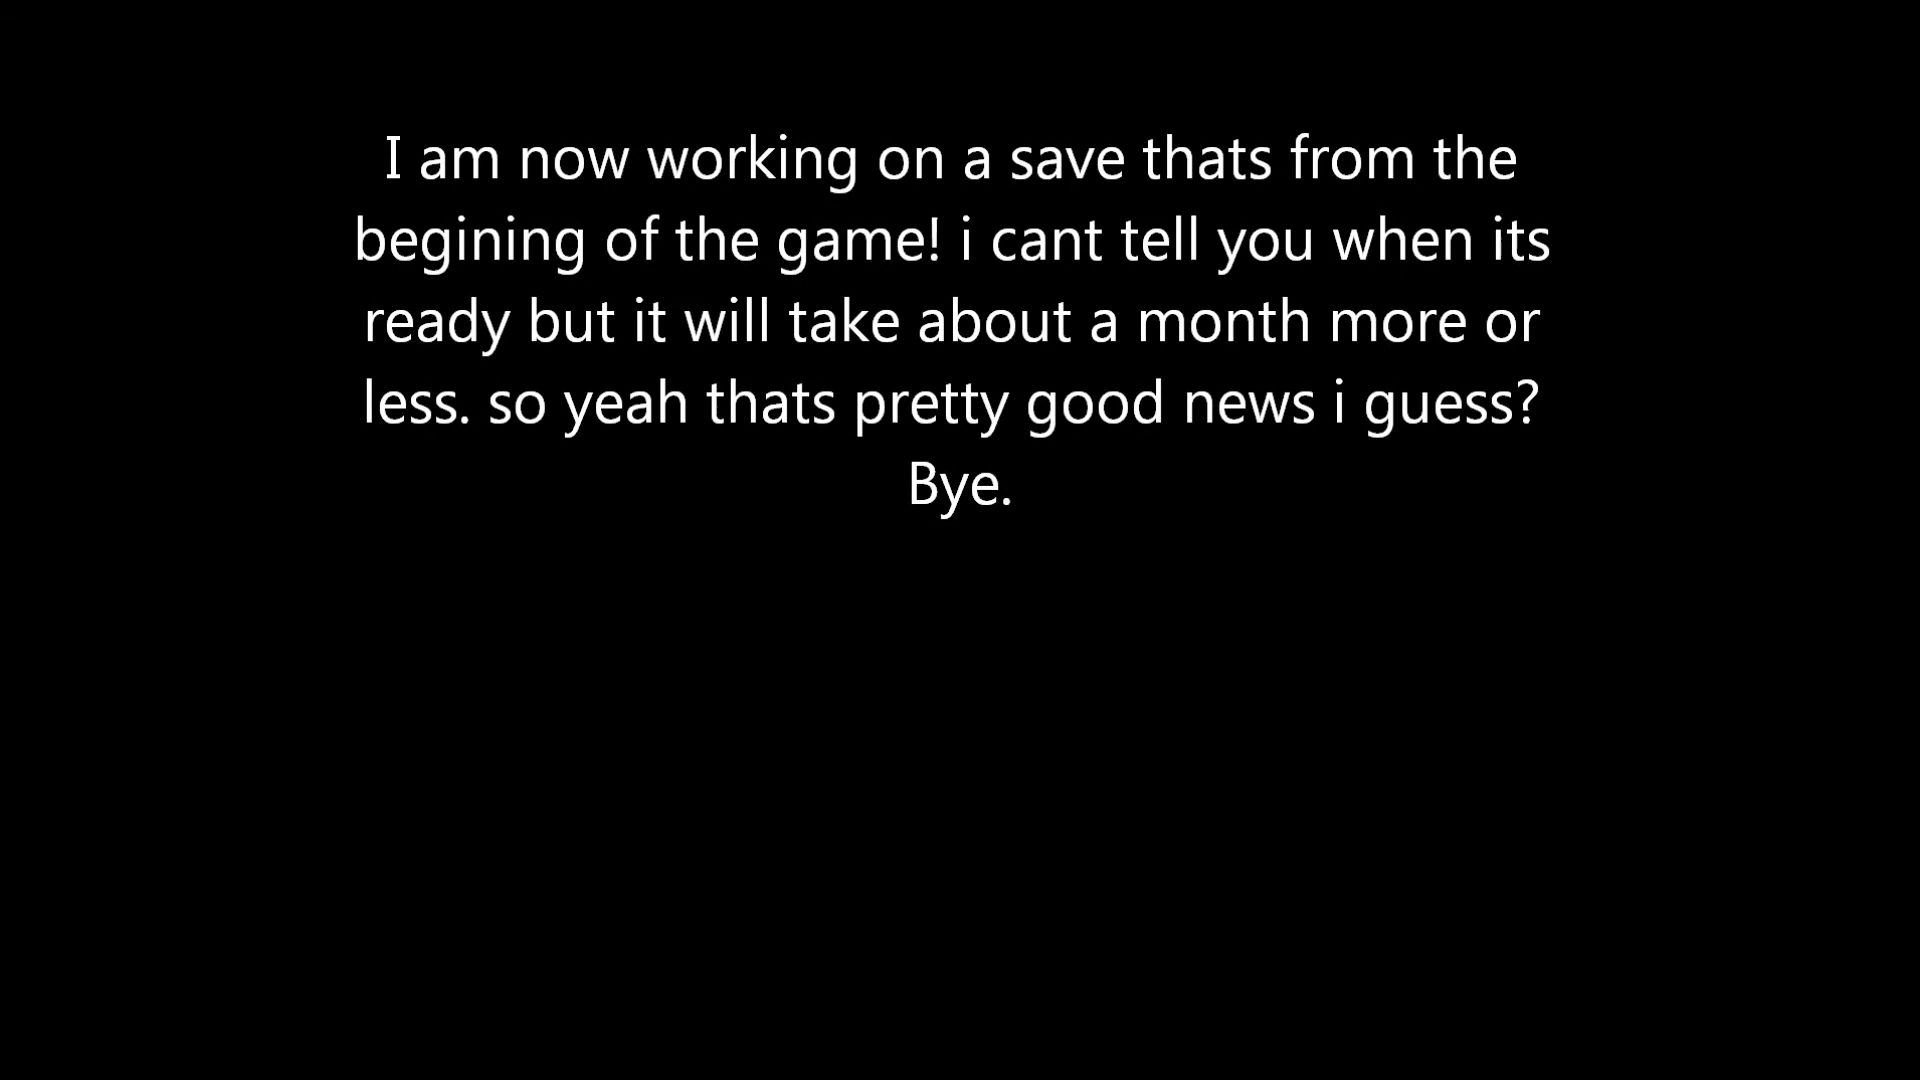 I am now working on a save thats from the
begining of the game! i cant tell you when its
ready but it will take about a month more or
less. so yeah thats pretty good news i guess?
Bye.